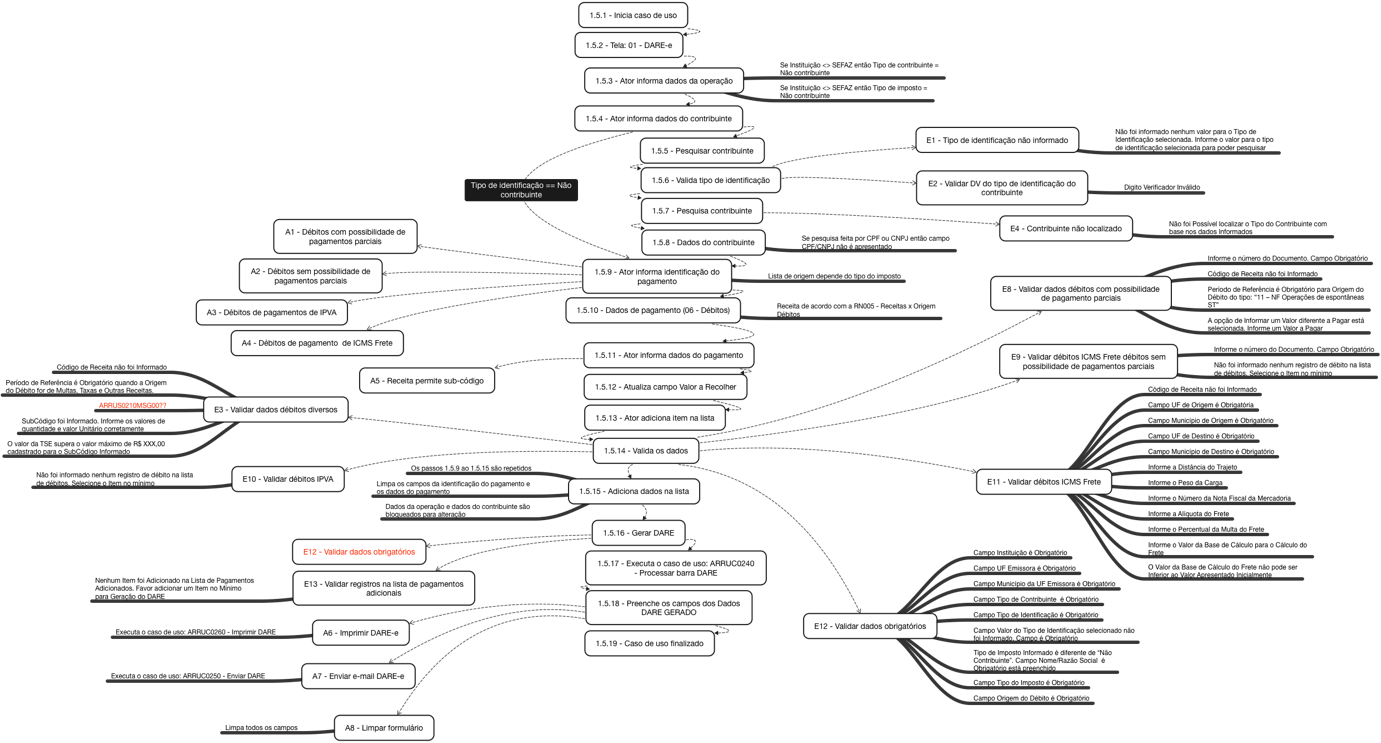 1.5.1 - Inicia caso de uso
1.5.2 - Tela: 01 - DARE-e
1.5.3 - Ator informa dados da operação
Se Instituição <> SEFAZ então Tipo de contribuinte =
Não contribuinte
Se Instituição <> SEFAZ então Tipo de imposto =
Não contribuinte
1.5.4 - Ator informa dados do contribuinte
1.5.5 - Pesquisar contribuinte
1.5.6 - Valida tipo de identificação
E1 - Tipo de identificação não informado
Não foi informado nenhum valor para o Tipo de
Identificação selecionada. Informe o valor para o tipo
de identificação selecionada para poder pesquisar
E2 - Validar DV do tipo de identificação do
contribuinte
Digito Verificador Inválido
Tipo de identificação == Não
contribuinte
1.5.7 - Pesquisa contribuinte
E4 - Contribuinte não localizado
Não foi Possível localizar o Tipo do Contribuinte com
base nos dados Informados
1.5.8 - Dados do contribuinte
Se pesquisa feita por CPF ou CNPJ então campo
CPF/CNPJ não é apresentado
1.5.9 - Ator informa identificação do
pagamento
Lista de origem depende do tipo do imposto
A1 - Débitos com possibilidade de
pagamentos parciais
A2 - Débitos sem possibilidade de
pagamentos parciais
A3 - Débitos de pagamentos de IPVA
A4 - Débitos de pagamento  de ICMS Frete
1.5.10 - Dados de pagamento (06 - Débitos)
Receita de acordo com a RN005 - Receitas x Origem
Débitos
1.5.11 - Ator informa dados do pagamento
A5 - Receita permite sub-código
1.5.12 - Atualiza campo Valor a Recolher
1.5.13 - Ator adiciona item na lista
1.5.14 - Valida os dados
E8 - Validar dados débitos com possibilidade
de pagamento parciais
Informe o número do Documento. Campo Obrigatório
Código de Receita não foi Informado
Período de Referência é Obrigatório para Origem do
Débito do tipo: "11 – NF Operações de espontâneas
ST"
A opção de Informar um Valor diferente a Pagar está
selecionada. Informe um Valor a Pagar
E9 - Validar débitos ICMS Frete débitos sem
possibilidade de pagamento parciais
Informe o número do Documento. Campo Obrigatório
Não foi informado nenhum registro de débito na lista
de débitos. Selecione o Item no mínimo
E3 - Validar dados débitos diversos
Código de Receita não foi Informado
Período de Referência é Obrigatório quando a Origem
do Débito for de Multas, Taxas e Outras Receitas.
ARRUS0210MSG00??
SubCódigo foi Informado. Informe os valores de
quantidade e valor Unitário corretamente
O valor da TSE supera o valor máximo de R$ XXX,00
cadastrado para o SubCódigo Informado
E10 - Validar débitos IPVA
Não foi informado nenhum registro de débito na lista
de débitos. Selecione o Item no mínimo
E11 - Validar débitos ICMS Frete
Código de Receita não foi Informado
Campo UF de Origem é Obrigatória
Campo Município de Origem é Obrigatório
Campo UF de Destino é Obrigatório
Campo Município de Destino é Obrigatório
Informe a Distância do Trajeto
Informe o Peso da Carga
Informe o Número da Nota Fiscal da Mercadoria
Informe a Alíquota do Frete
Informe o Percentual da Multa do Frete
Informe o Valor da Base de Cálculo para o Cálculo do
Frete
O Valor da Base de Cálculo do Frete não pode ser
Inferior ao Valor Apresentado Inicialmente
1.5.15 - Adiciona dados na lista
Os passos 1.5.9 ao 1.5.15 são repetidos
Limpa os campos da identificação do pagamento e
os dados do pagamento
Dados da operação e dados do contribuinte são
bloqueados para alteração
1.5.16 - Gerar DARE
E12 - Validar dados obrigatórios
E13 - Validar registros na lista de pagamentos
adicionais
Nenhum Item foi Adicionado na Lista de Pagamentos
Adicionados. Favor adicionar um Item no Mínimo
para Geração do DARE
1.5.17 - Executa o caso de uso: ARRUC0240
- Processar barra DARE
1.5.18 - Preenche os campos dos Dados
DARE GERADO
A6 - Imprimir DARE-e
Executa o caso de uso: ARRUC0260 - Imprimir DARE
A7 - Enviar e-mail DARE-e
Executa o caso de uso: ARRUC0250 - Enviar DARE
A8 - Limpar formulário
Limpa todos os campos
1.5.19 - Caso de uso finalizado
E12 - Validar dados obrigatórios
Campo Instituição é Obrigatório
Campo UF Emissora é Obrigatório
Campo Município da UF Emissora é Obrigatório
Campo Tipo de Contribuinte  é Obrigatório
Campo Tipo de Identificação é Obrigatório
Campo Valor do Tipo de Identificação selecionado não
foi Informado. Campo é Obrigatório
Tipo de Imposto Informado é diferente de "Não
Contribuinte". Campo Nome/Razão Social  é
Obrigatório está preenchido
Campo Tipo do Imposto é Obrigatório
Campo Origem do Débito é Obrigatório